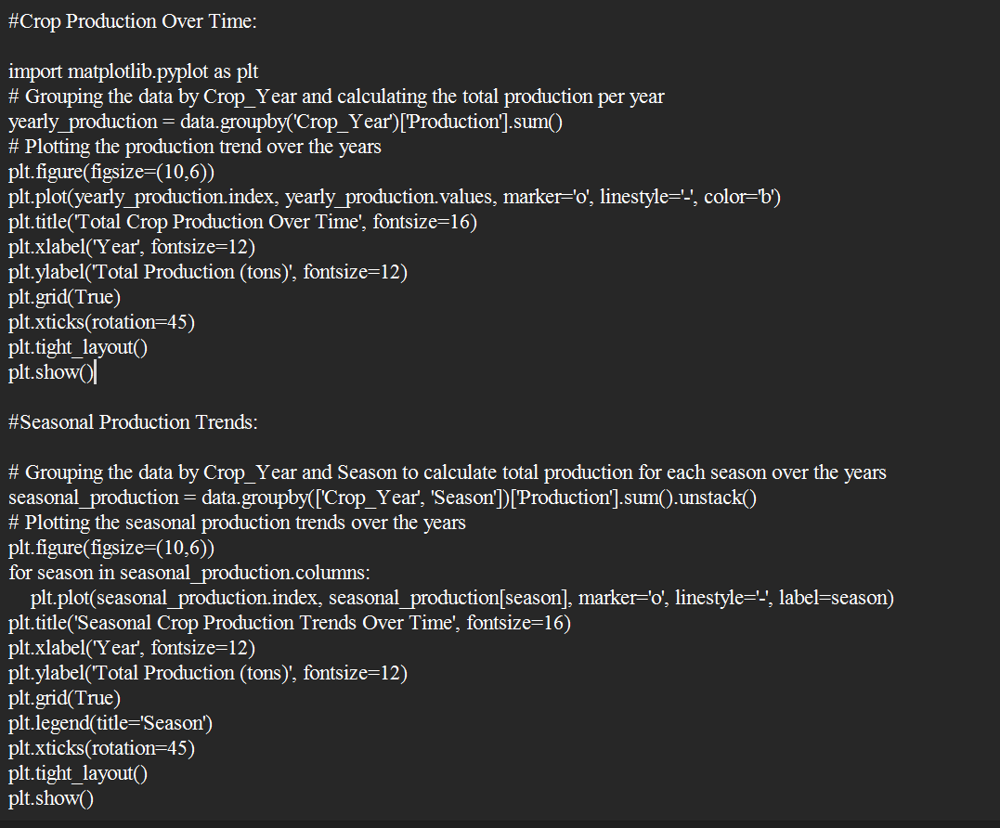 #Crop Production Over Time:
import matplotlib.pyplot as plt
# Grouping the data by Crop_Year and calculating the total production per year
yearly_production = data.groupby('Crop_Year')['Production'].sum()
# Plotting the production trend over the years
plt.figure(figsize=(10,6))
plt.plot(yearly_production.index, yearly_production.values, marker='o', linestyle='-', color='b')
plt.title('Total Crop Production Over Time', fontsize=16)
plt.xlabel('Year', fontsize=12)
plt.ylabel('Total Production (tons)', fontsize=12)
plt.grid(True)
plt.xticks(rotation=45)
plt.tight_layout()
plt.show()
#Seasonal Production Trends:
# Grouping the data by Crop_Year and Season to calculate total production for each season over the years
seasonal_production = data.groupby(['Crop_Year', 'Season'])['Production'].sum().unstack()
# Plotting the seasonal production trends over the years
plt.figure(figsize=(10,6))
for season in seasonal_production.columns:
    plt.plot(seasonal_production.index, seasonal_production[season], marker='o', linestyle='-', label=season)
plt.title('Seasonal Crop Production Trends Over Time', fontsize=16)
plt.xlabel('Year', fontsize=12)
plt.ylabel('Total Production (tons)', fontsize=12)
plt.grid(True)
plt.legend(title='Season')
plt.xticks(rotation=45)
plt.tight_layout()
plt.show()